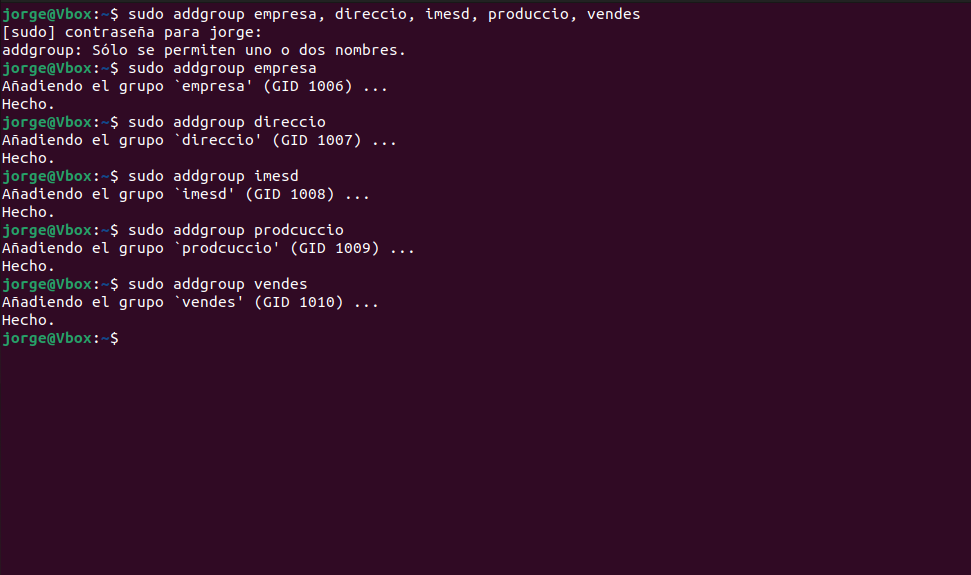 jorge@Vbox:~$ sudo addgroup empresa, direccio, imesd, produccio, vendes
[sudo] contraseña para jorge:
addgroup: Sólo se permiten uno o dos nombres.
jorge@Vbox:~$ sudo addgroup empresa
Añadiendo el grupo `empresa' (GID 1006) ...
Hecho.
jorge@Vbox:~$ sudo addgroup direccio
Añadiendo el grupo `direccio' (GID 1007) ...
Hecho.
jorge@Vbox:~$ sudo addgroup imesd
Añadiendo el grupo `imesd' (GID 1008) ...
Hecho.
jorge@Vbox:~$ sudo addgroup prodcuccio
Añadiendo el grupo `prodcuccio' (GID 1009) ...
Hecho.
jorge@Vbox:~$ sudo addgroup vendes
Añadiendo el grupo `vendes' (GID 1010) ...
Hecho.
jorge@Vbox:~$